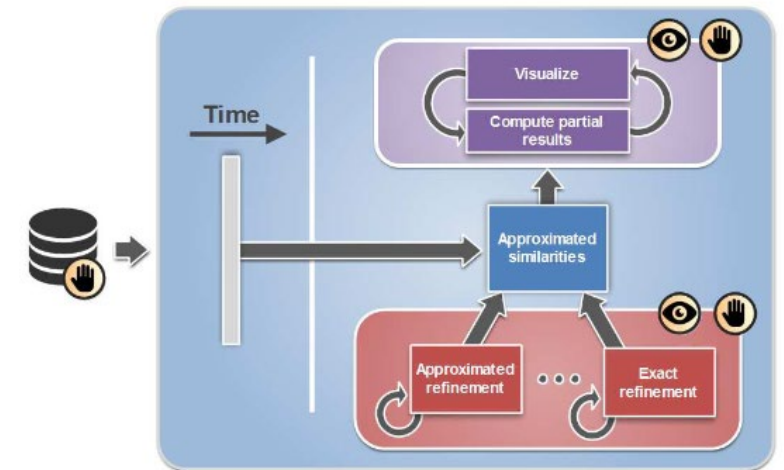 Visualize
Time
Compute partial
results
Approximated
similarities
Approximated
refinement
Exact
refinement